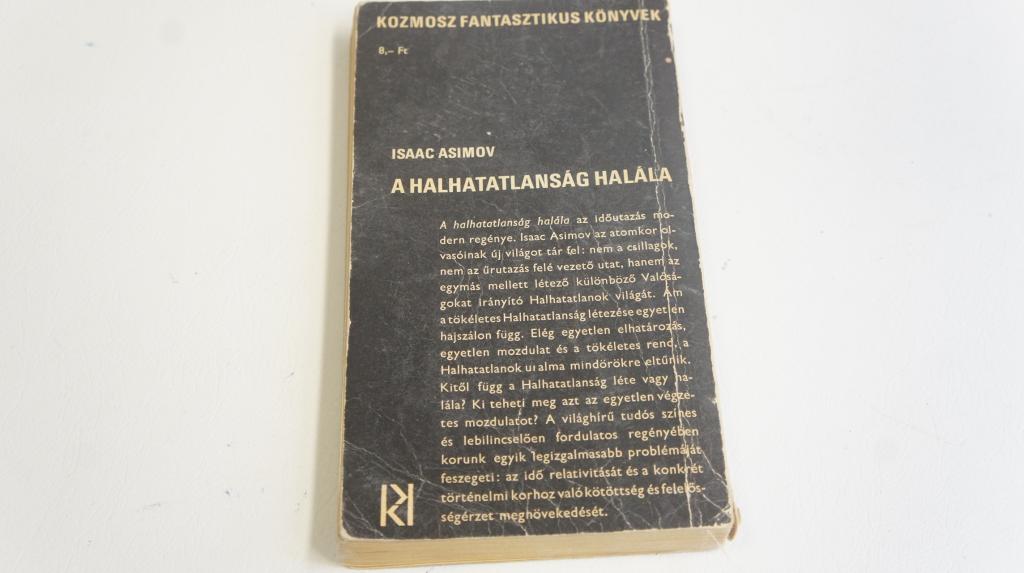 KOZMOSZ FANTASZTIKUS KÖNYVEK
8,– Ft
ISAAC ASIMOV
A HALHATATLANSÁG HALÁLA
A halhatatlanság halála az időutazás mo-
dern regénye. Isaac Asimov az atomkor ol-
vasóinak új világot tár fel: nem a csillagok,
nem az űrutazás felé vezető utat, hanem az
egymás mellett létező különböző Valósá-
gokat irányító Halhatatlanok világát. Ám
a tökéletes Halhatatlanság létezése egyetlen
hajszálon függ. Elég egyetlen elhatározás,
egyetlen mozdulat és a tökéletes rend, a
Halhatatlanok uralma mindörökre eltűnik.
Kitől függ a Halhatatlanság léte vagy ha-
lála? Ki teheti meg azt az egyetlen végze-
tes mozdulatot? A világhírű tudós színes
és lebilincselően fordulatos regényében
korunk egyik legizgalmasabb problémáját
feszegeti: az idő relativitását és a konkrét
történelmi korhoz való kötöttség és felelős-
ségérzet megnövekedését.